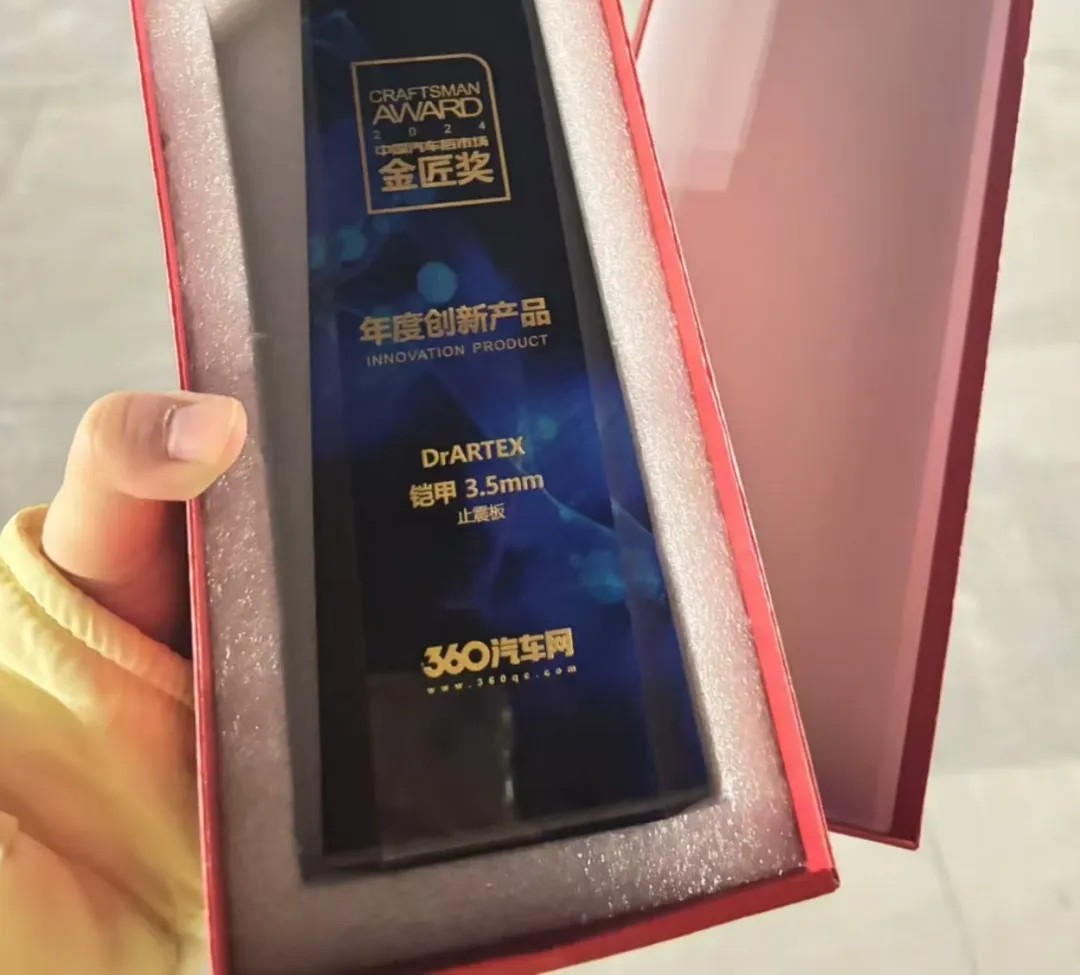 CRAFTSMAN
AWARD
2024
中国汽车后市场
金匠奖
年度创新产品
INNOVATION PRODUCT
DrARTEX
铠甲 3.5mm
止震板
360汽车网
www.360qc.com